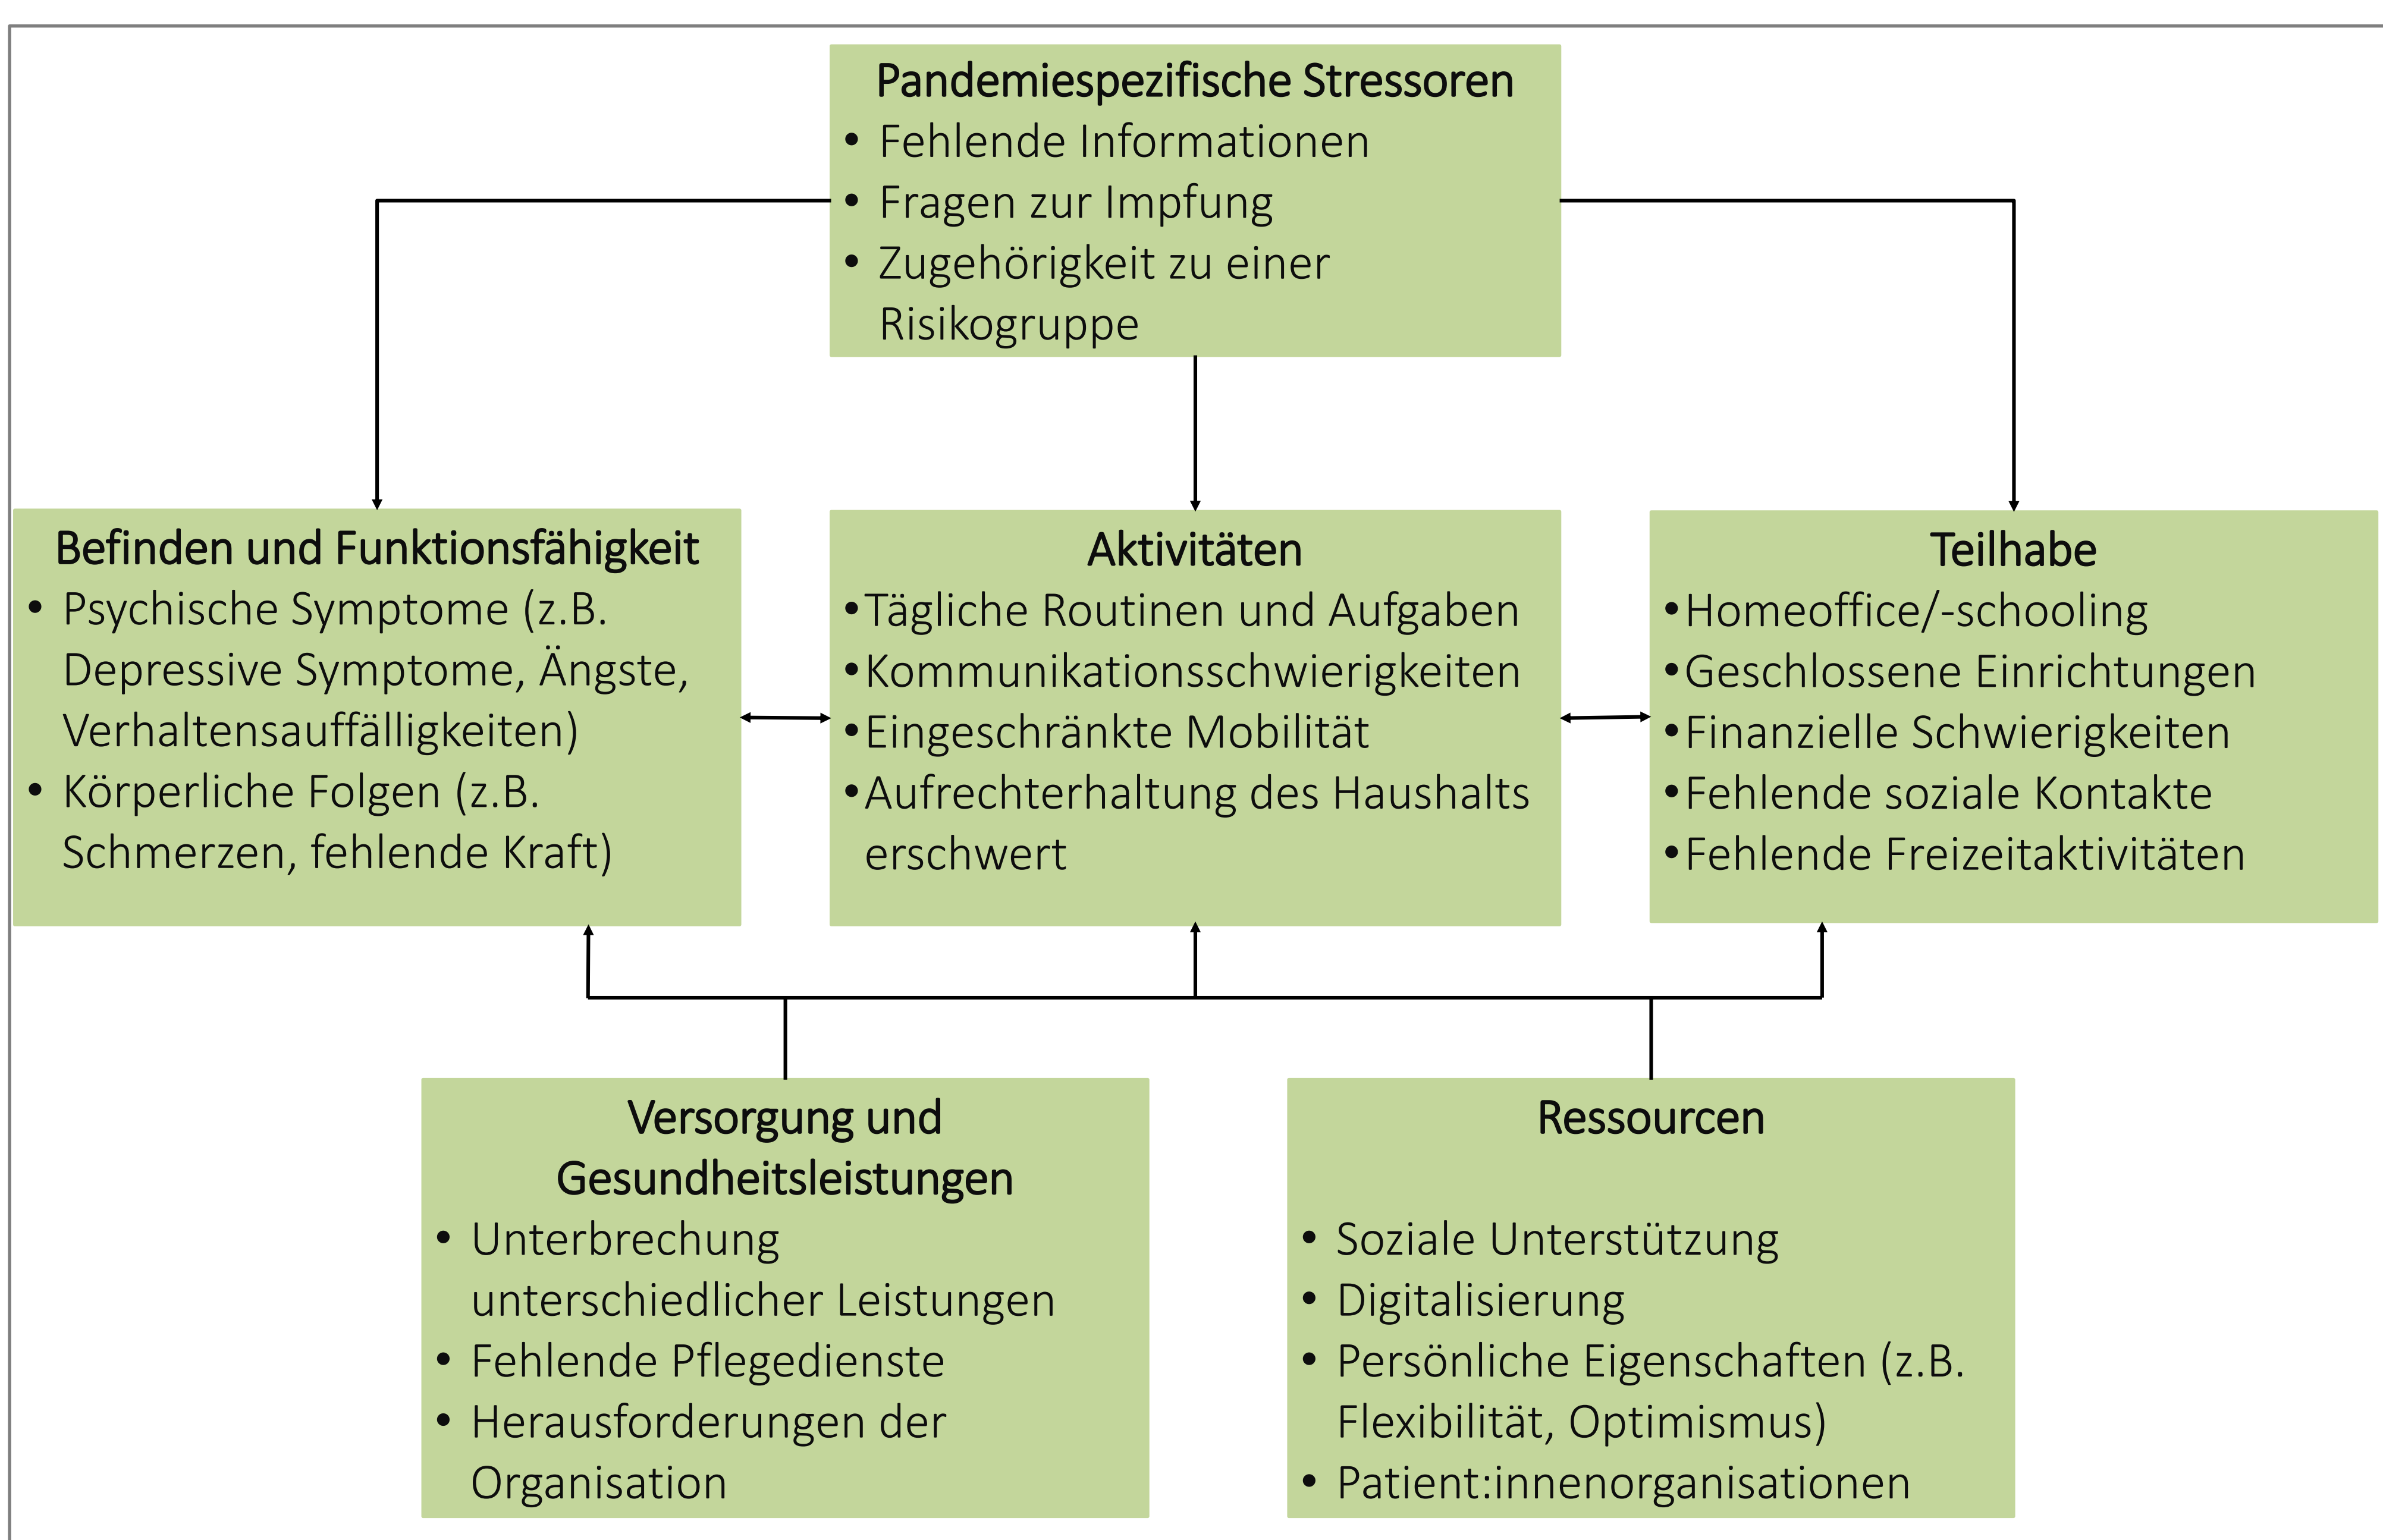 Pandemiespezifische Stressoren
• Fehlende Informationen
• Fragen zur Impfung
• Zugehörigkeit zu einer
Risikogruppe
Befinden und Funktionsfähigkeit
• Psychische Symptome (z.B.
Depressive Symptome, Ängste,
Verhaltensauffälligkeiten)
• Körperliche Folgen (z.B.
Schmerzen, fehlende Kraft)
Aktivitäten
•Tägliche Routinen und Aufgaben
•Kommunikationsschwierigkeiten
•Eingeschränkte Mobilität
•Aufrechterhaltung des Haushalts
erschwert
Teilhabe
•Homeoffice/-schooling
•Geschlossene Einrichtungen
•Finanzielle Schwierigkeiten
•Fehlende soziale Kontakte
•Fehlende Freizeitaktivitäten
Versorgung und
Gesundheitsleistungen
• Unterbrechung
unterschiedlicher Leistungen
• Fehlende Pflegedienste
• Herausforderungen der
Organisation
Ressourcen
• Soziale Unterstützung
• Digitalisierung
• Persönliche Eigenschaften (z.B.
Flexibilität, Optimismus)
• Patient:innenorganisationen